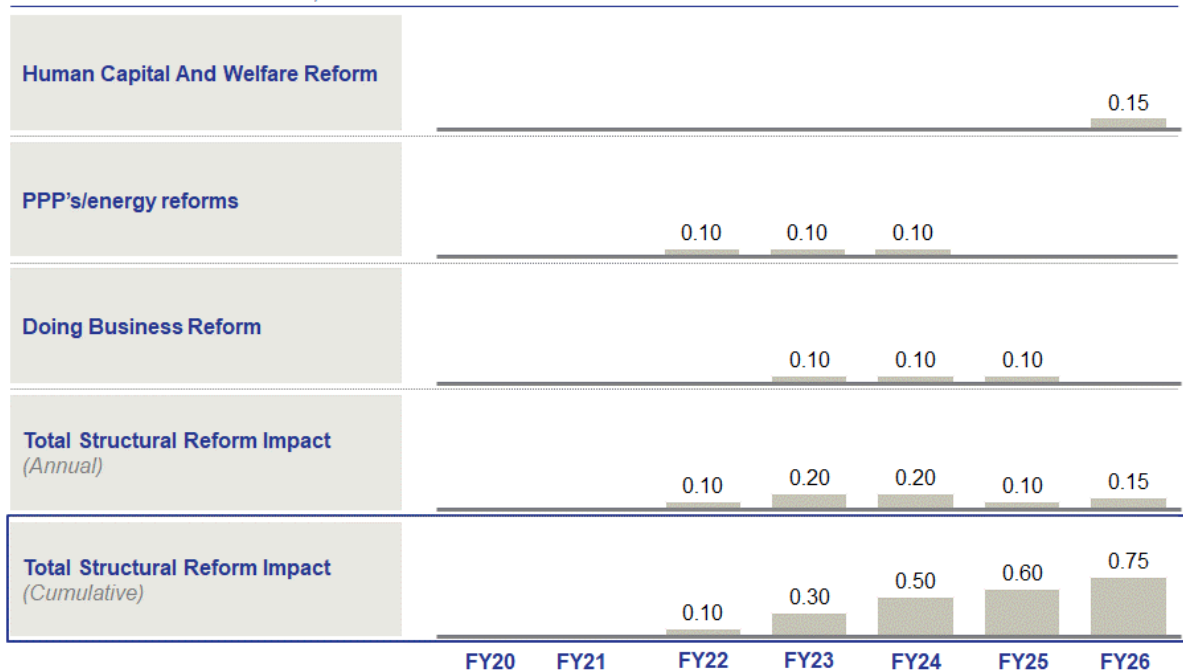 Human Capital And Welfare Reform
0.15
PPP's/energy reforms
0.10 0.10 0.10
Doing Business Reform
0.10 0.10 0.10
Total Structural Reform Impact
(Annual)
0.10 0.20 0.20 0.10 0.15
Total Structural Reform Impact
(Cumulative)
0.10 0.30 0.50 0.60 0.75
FY20 FY21 FY22 FY23 FY24 FY25 FY26